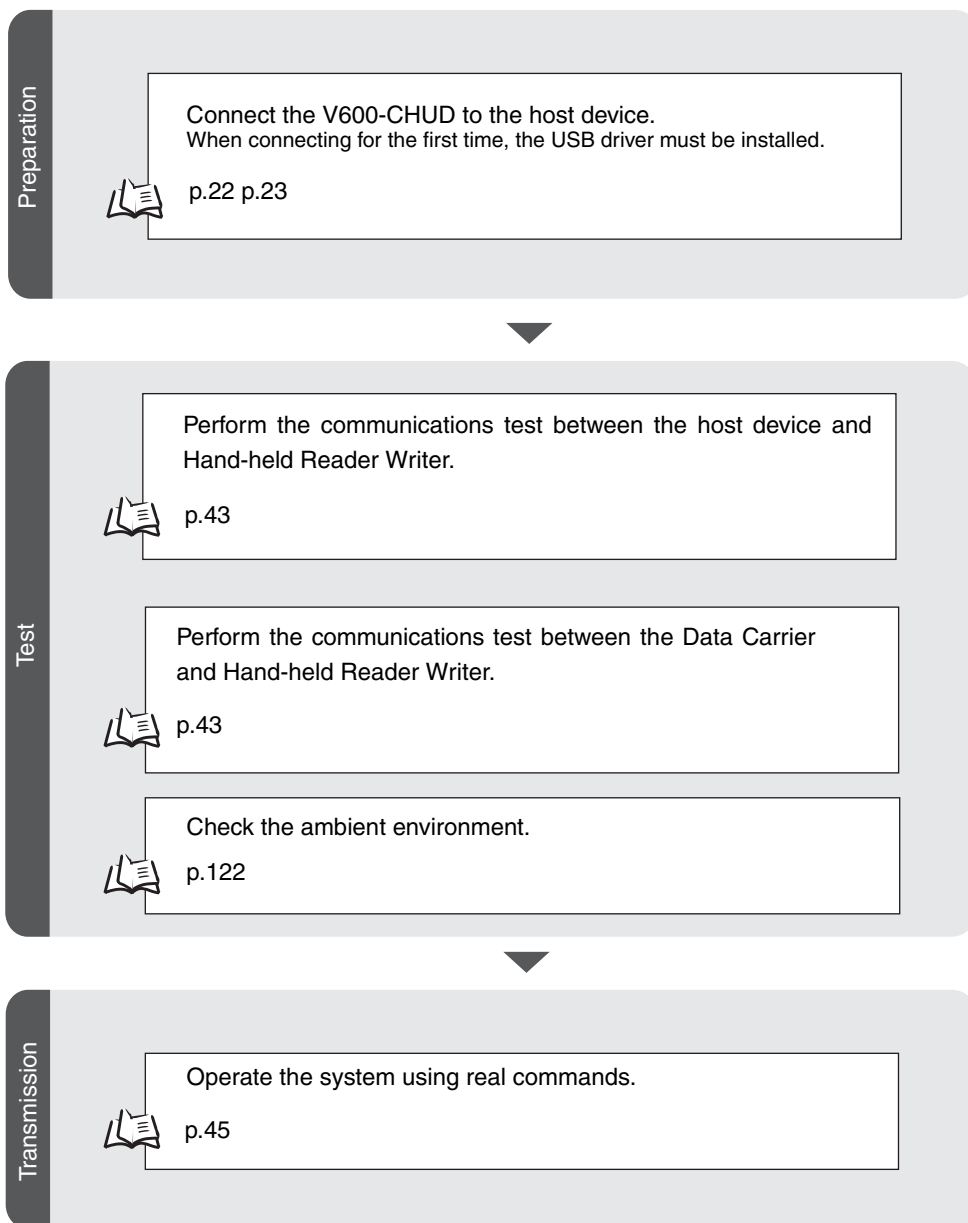 Preparation
Connect the V600-CHUD to the host device.
When connecting for the first time, the USB driver must be installed.
p.22 p.23
Test
Perform the communications test between the host device and
Hand-held Reader Writer.
p.43
Perform the communications test between the Data Carrier
and Hand-held Reader Writer.
p.43
Check the ambient environment.
p.122
Transmission
Operate the system using real commands.
p.45